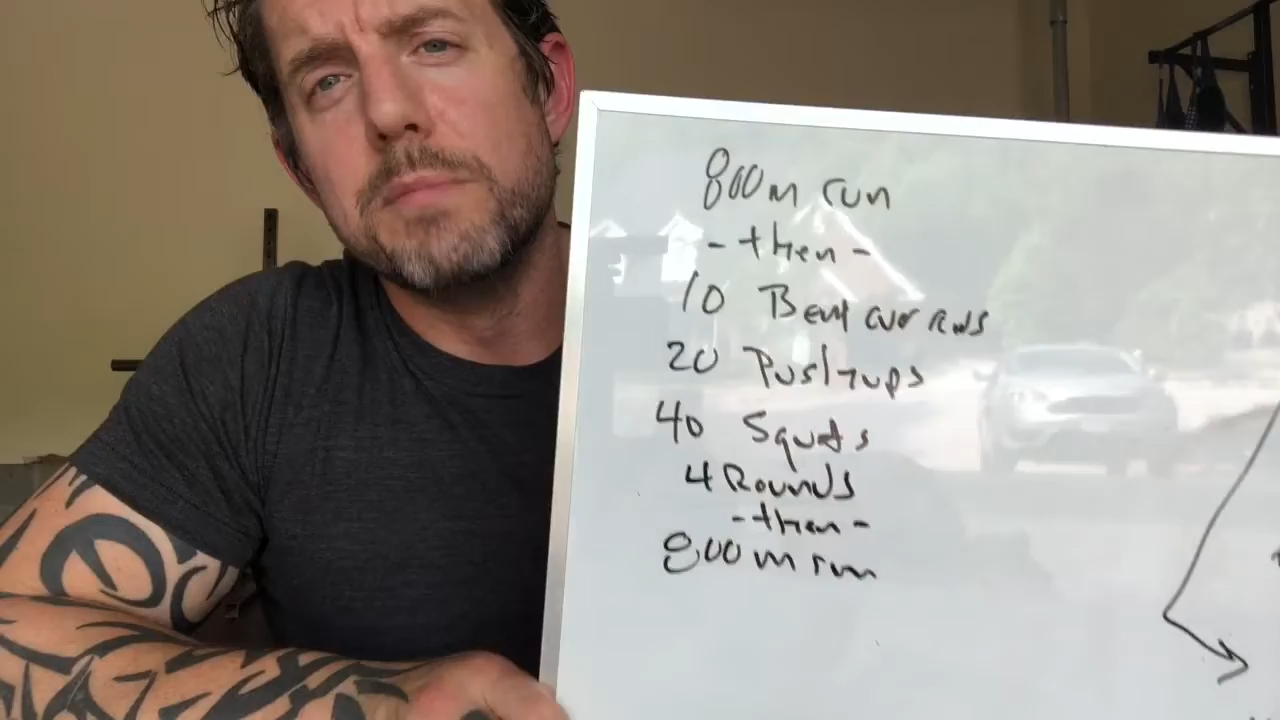 800m run
- then -
10 Bent over rows
20 Pushups
40 Squats
4 Rounds
- then -
800m run